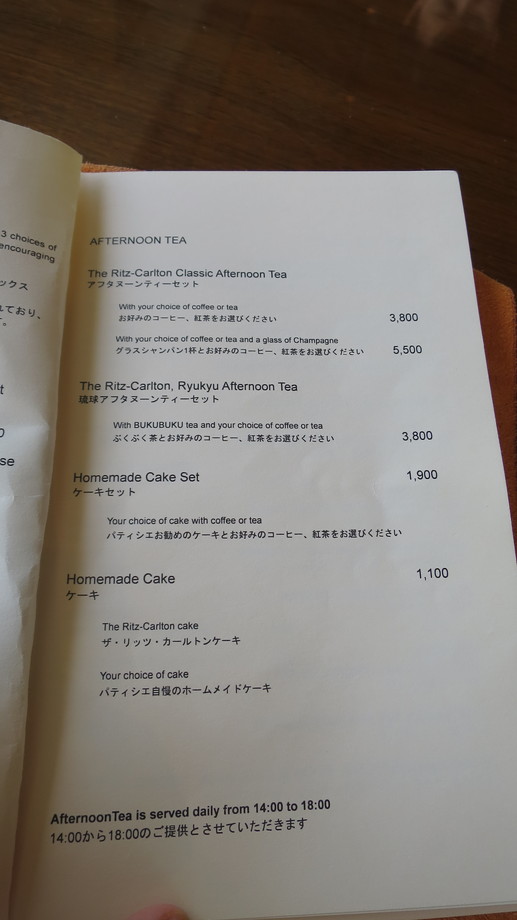 3 choices of
encouraging
ックス
れており、
す。
t
0
se
AFTERNOON TEA
The Ritz-Carlton Classic Afternoon Tea
アフタヌーンティーセット
With your choice of coffee or tea
お好みのコーヒー、紅茶をお選びください 3,800
With your choice of coffee or tea and a glass of Champagne
グラスシャンパン1杯とお好みのコーヒー、紅茶をお選びください 5,500
The Ritz-Carlton, Ryukyu Afternoon Tea
琉球アフタヌーンティーセット
With BUKUBUKU tea and your choice of coffee or tea
ぶくぶく茶とお好みのコーヒー、紅茶をお選びください 3,800
Homemade Cake Set 1,900
ケーキセット
Your choice of cake with coffee or tea
パティシエお勧めのケーキとお好みのコーヒー、紅茶をお選びください
Homemade Cake 1,100
ケーキ
The Ritz-Carlton cake
ザ・リッツ・カールトンケーキ
Your choice of cake
パティシエ自慢のホームメイドケーキ
AfternoonTea is served daily from 14:00 to 18:00
14:00から18:00のご提供とさせていただきます